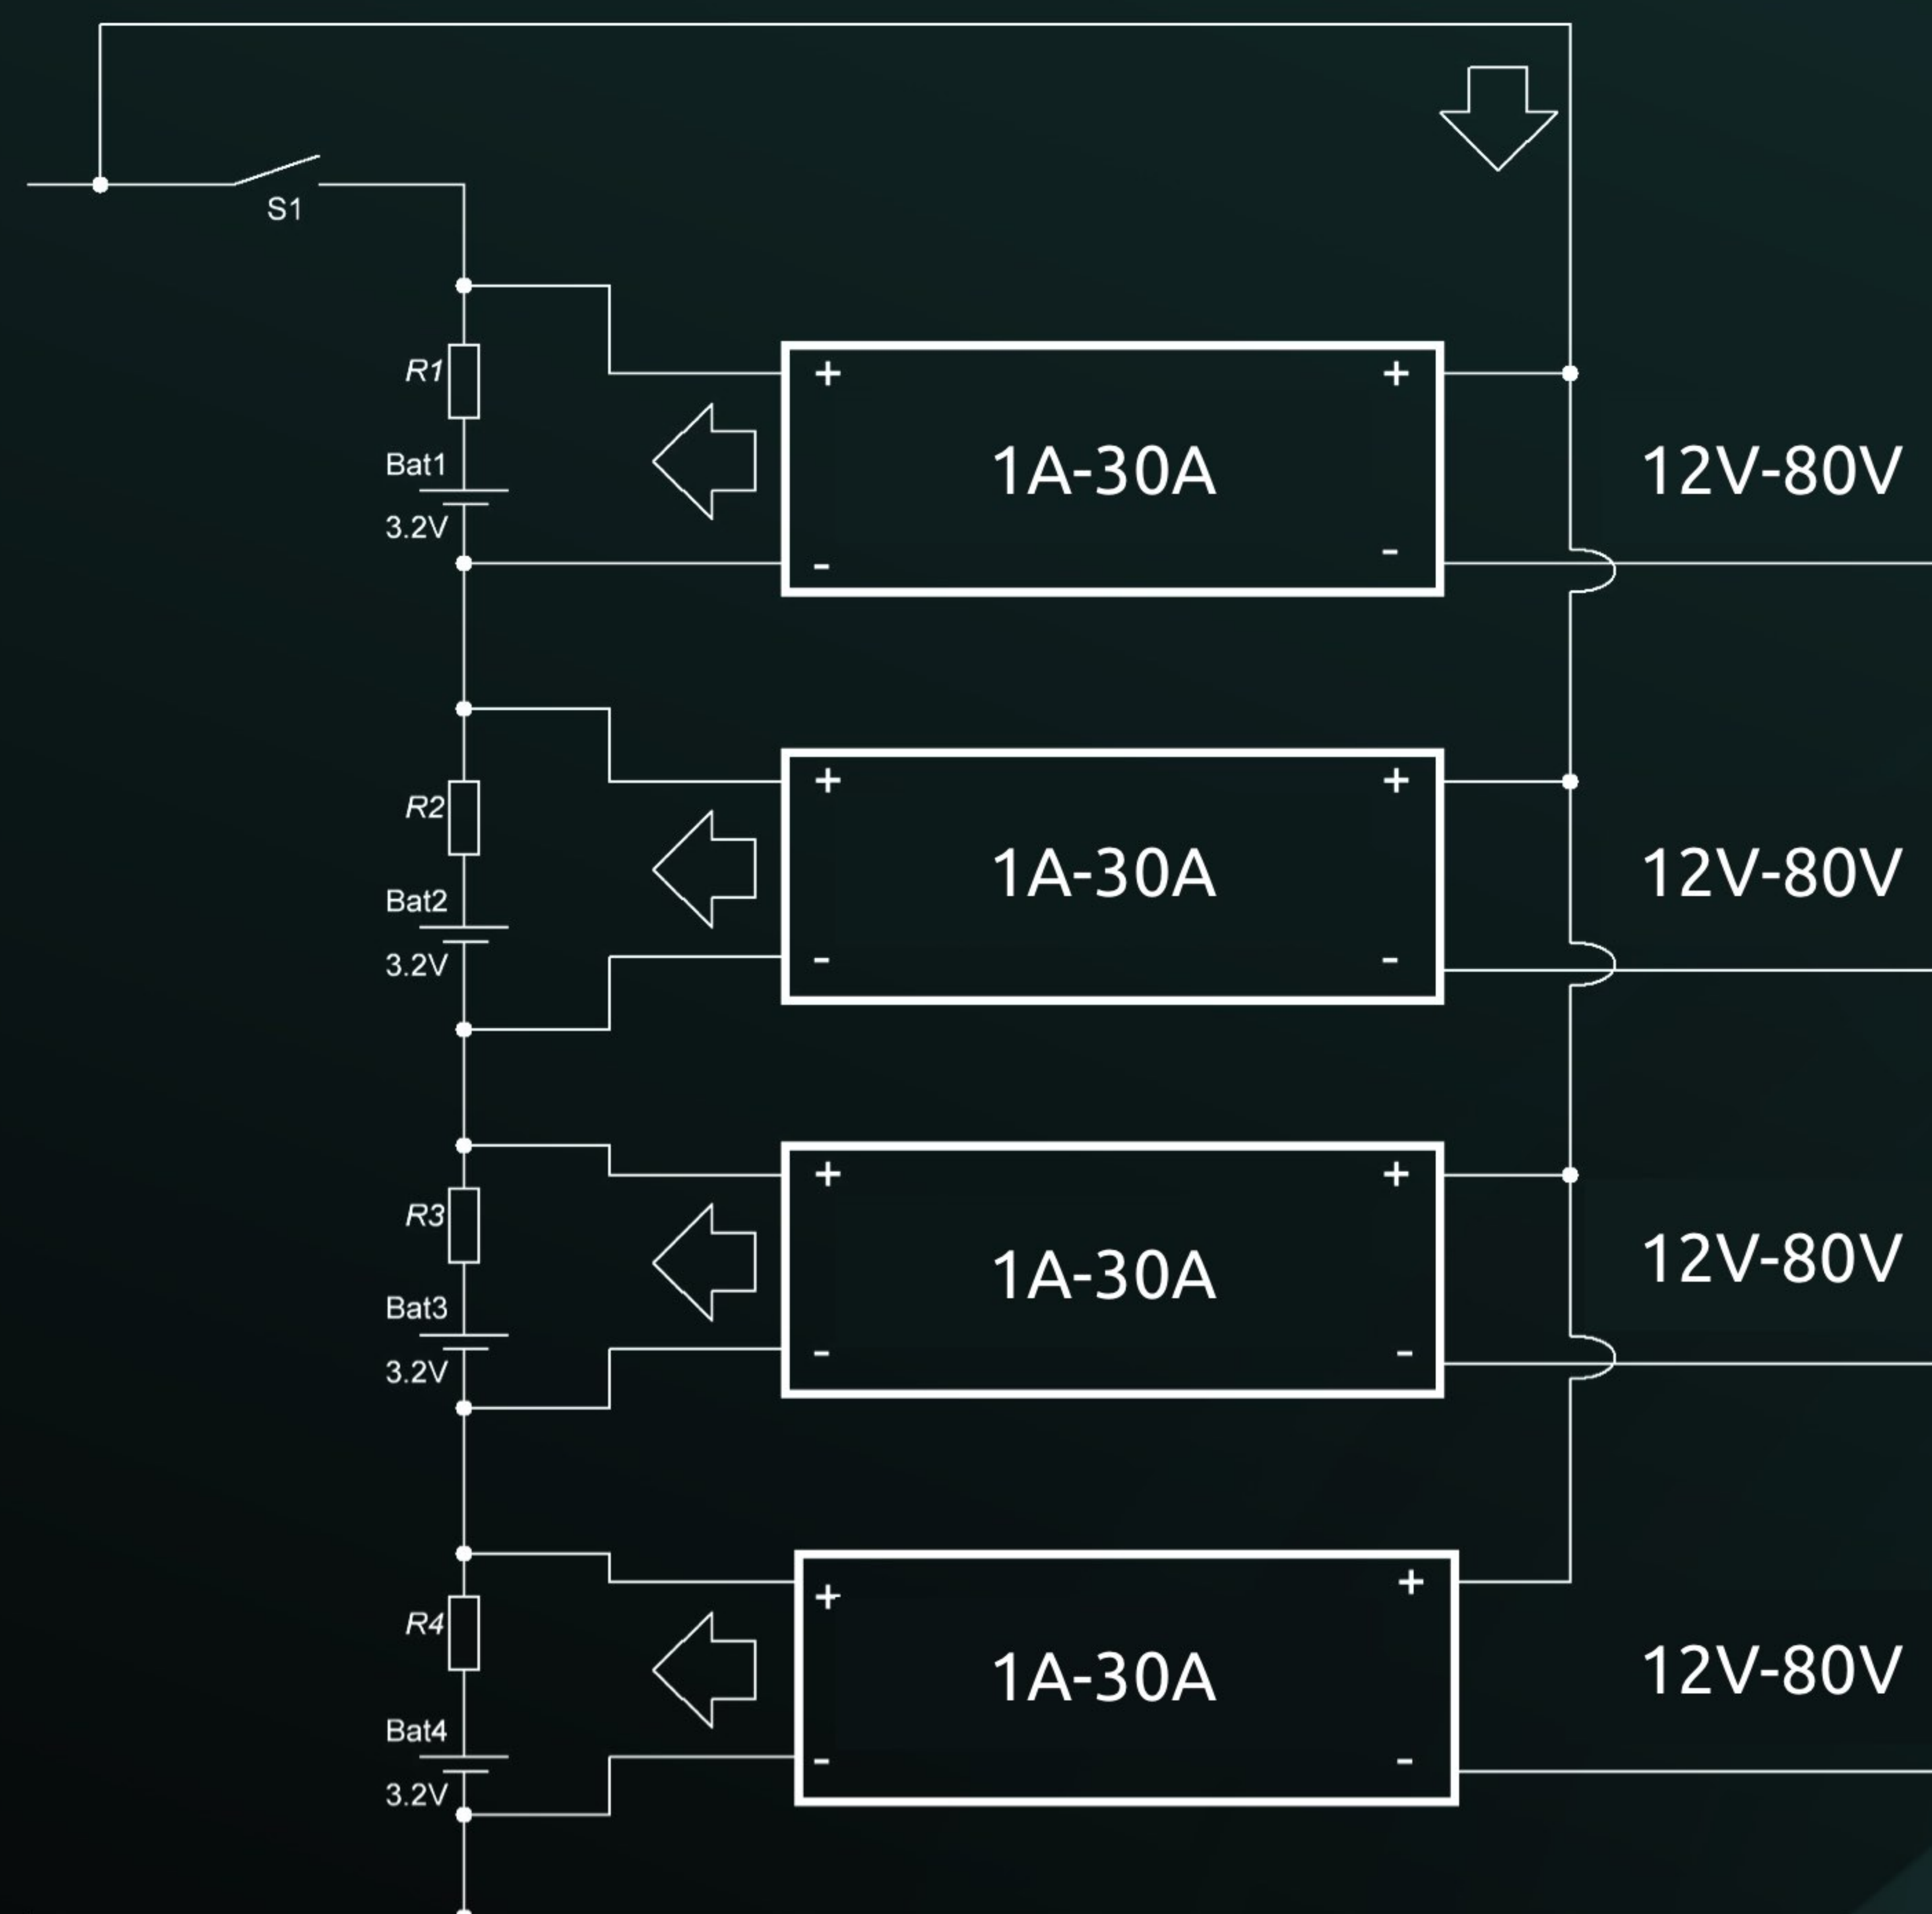 S1
+ +
R1
1A-30A 12V-80V
Bat1
3.2V
- -
+ +
R2
1A-30A 12V-80V
Bat2
3.2V
- -
+ +
R3
1A-30A 12V-80V
Bat3
3.2V
- -
+ +
R4
1A-30A 12V-80V
Bat4
3.2V
- -